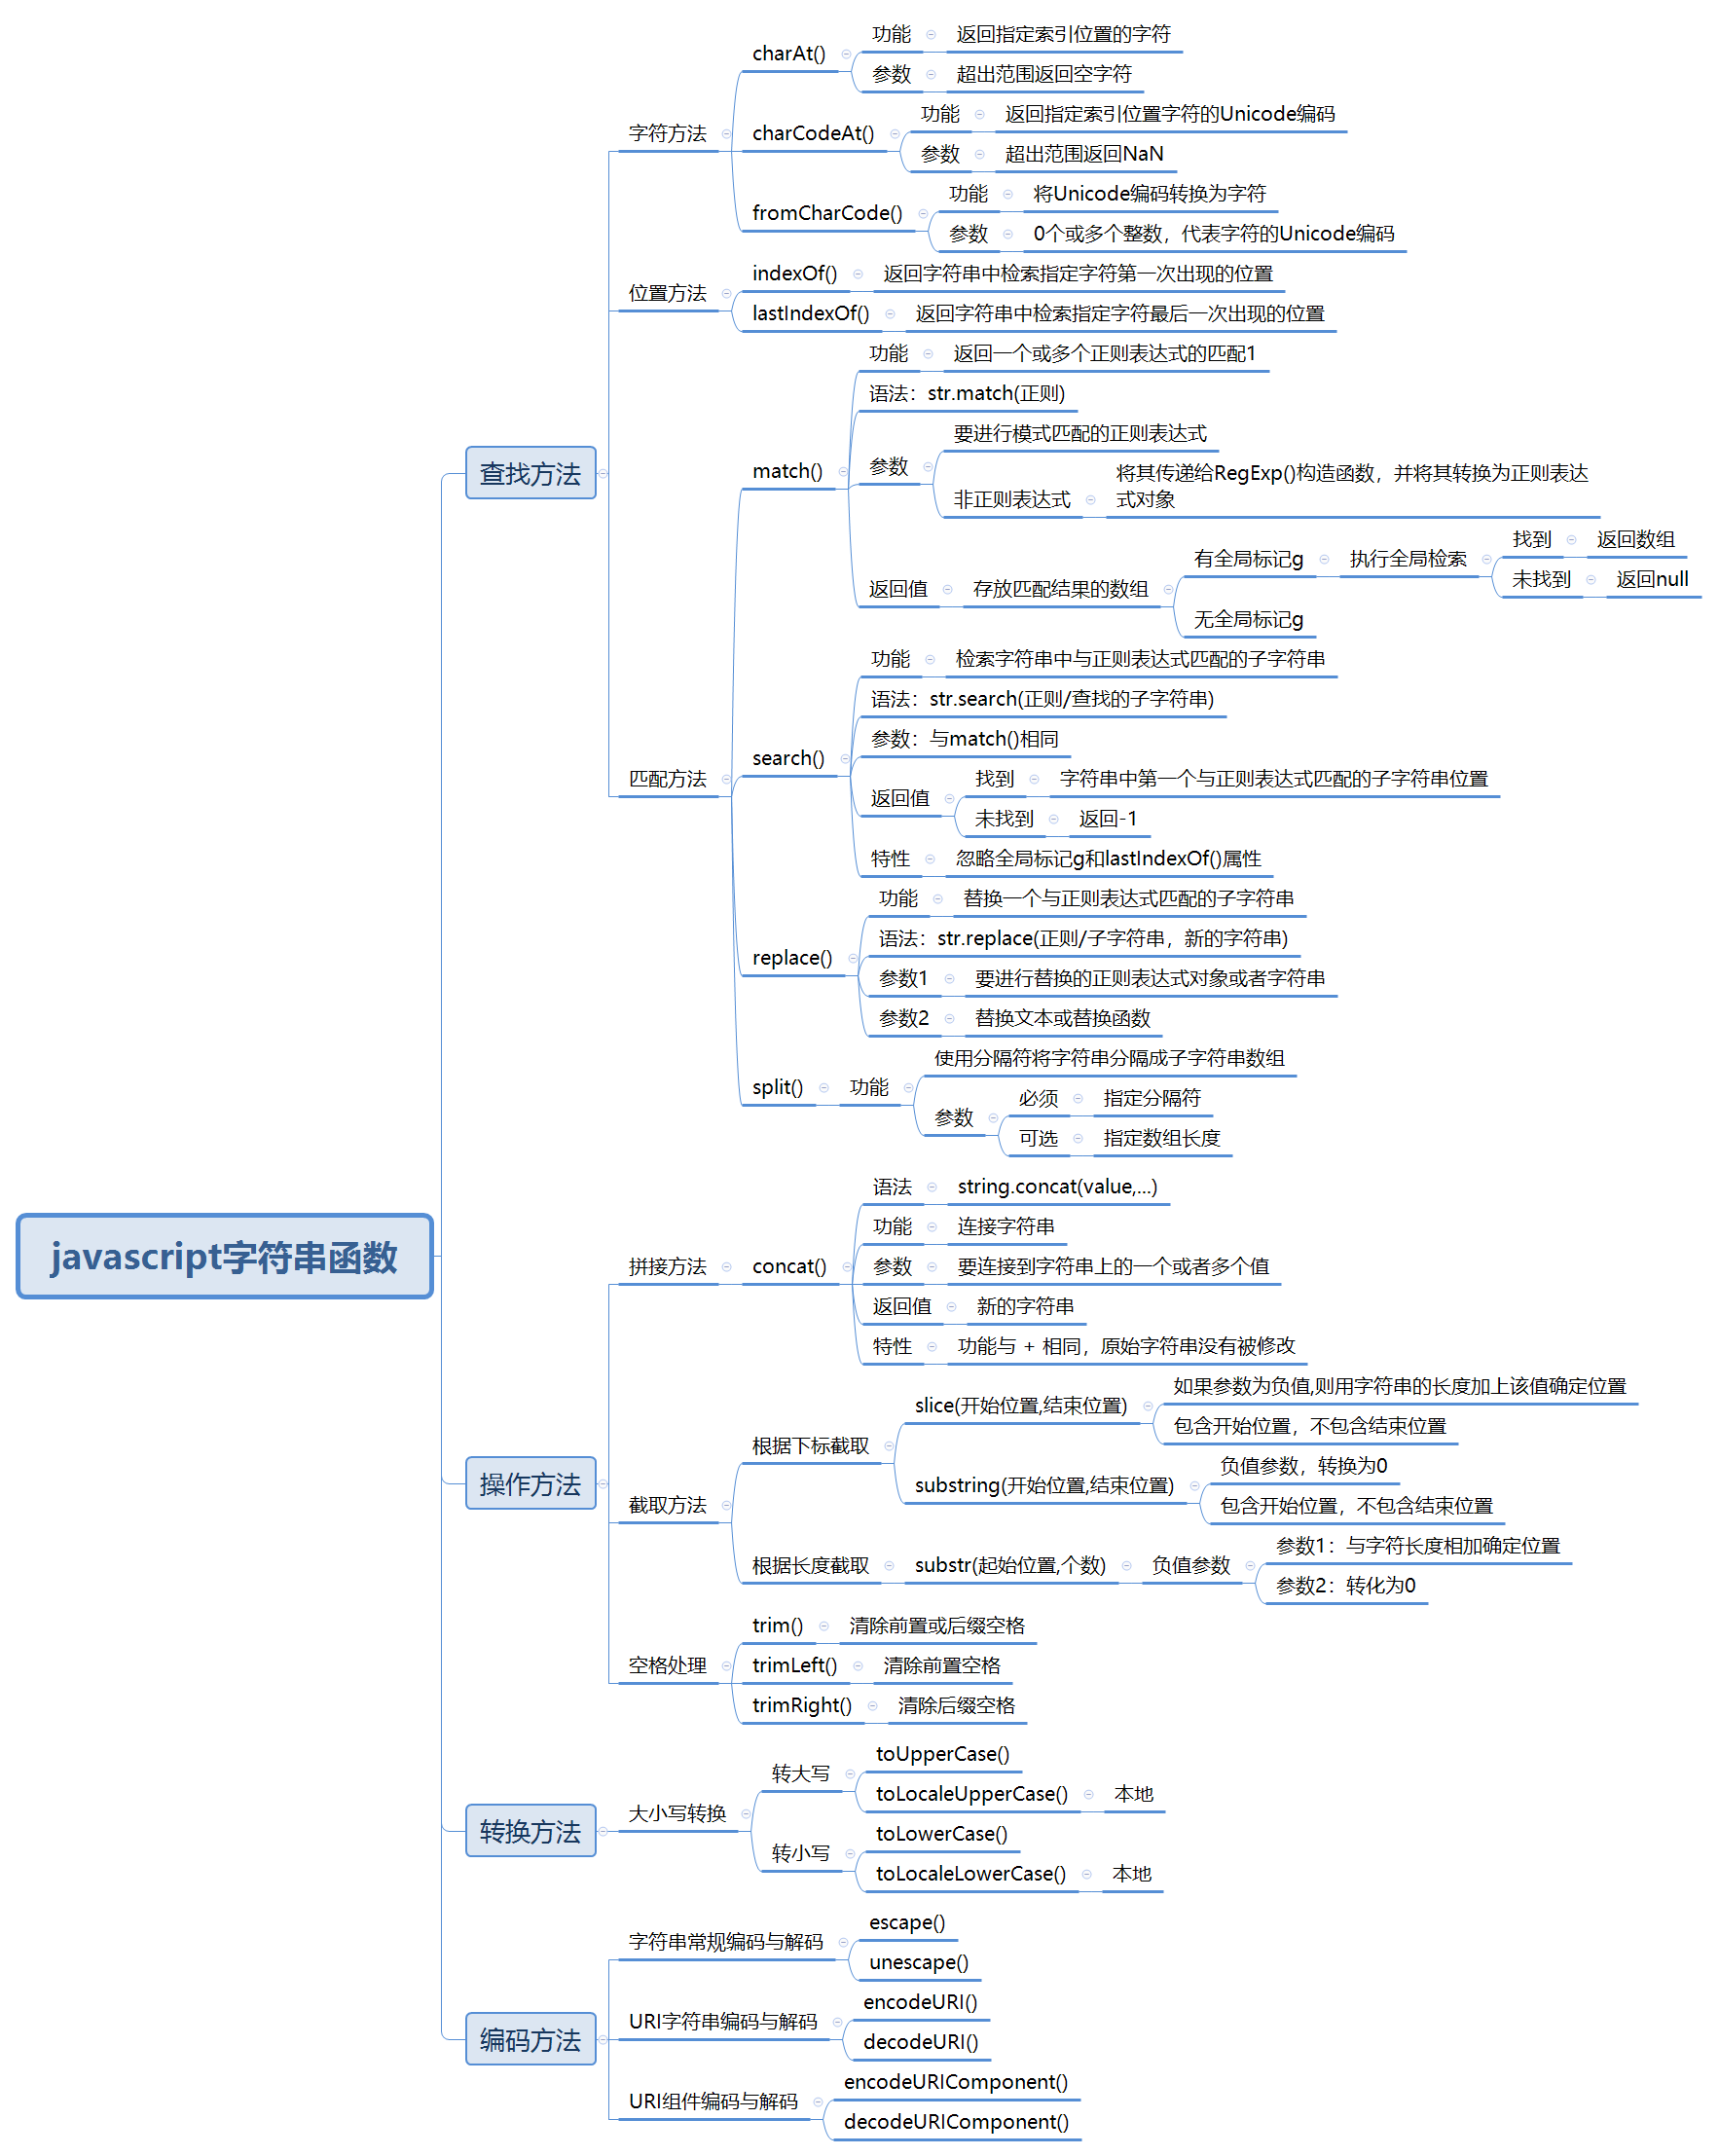 javascript字符串函数
查找方法
字符方法
charAt()
功能
返回指定索引位置的字符
参数
超出范围返回空字符
charCodeAt()
功能
返回指定索引位置字符的Unicode编码
参数
超出范围返回NaN
fromCharCode()
功能
将Unicode编码转换为字符
参数
0个或多个整数，代表字符的Unicode编码
位置方法
indexOf()
返回字符串中检索指定字符第一次出现的位置
lastIndexOf()
返回字符串中检索指定字符最后一次出现的位置
匹配方法
match()
功能
返回一个或多个正则表达式的匹配1
语法：str.match(正则)
参数
要进行模式匹配的正则表达式
非正则表达式
将其传递给RegExp()构造函数，并将其转换为正则表达
式对象
返回值
存放匹配结果的数组
有全局标记g
执行全局检索
找到
返回数组
未找到
返回null
无全局标记g
search()
功能
检索字符串中与正则表达式匹配的子字符串
语法：str.search(正则/查找的子字符串)
参数：与match()相同
返回值
找到
字符串中第一个与正则表达式匹配的子字符串位置
未找到
返回-1
特性
忽略全局标记g和lastIndexOf()属性
replace()
功能
替换一个与正则表达式匹配的子字符串
语法：str.replace(正则/子字符串，新的字符串)
参数1
要进行替换的正则表达式对象或者字符串
参数2
替换文本或替换函数
split()
功能
使用分隔符将字符串分隔成子字符串数组
参数
必须
指定分隔符
可选
指定数组长度
操作方法
拼接方法
concat()
语法
string.concat(value,...)
功能
连接字符串
参数
要连接到字符串上的一个或者多个值
返回值
新的字符串
特性
功能与 + 相同，原始字符串没有被修改
截取方法
根据下标截取
slice(开始位置,结束位置)
如果参数为负值,则用字符串的长度加上该值确定位置
包含开始位置，不包含结束位置
substring(开始位置,结束位置)
负值参数，转换为0
包含开始位置，不包含结束位置
根据长度截取
substr(起始位置,个数)
负值参数
参数1：与字符长度相加确定位置
参数2：转化为0
空格处理
trim()
清除前置或后缀空格
trimLeft()
清除前置空格
trimRight()
清除后缀空格
转换方法
大小写转换
转大写
toUpperCase()
toLocaleUpperCase()
本地
转小写
toLowerCase()
toLocaleLowerCase()
本地
编码方法
字符串常规编码与解码
escape()
unescape()
URI字符串编码与解码
encodeURI()
decodeURI()
URI组件编码与解码
encodeURIComponent()
decodeURIComponent()